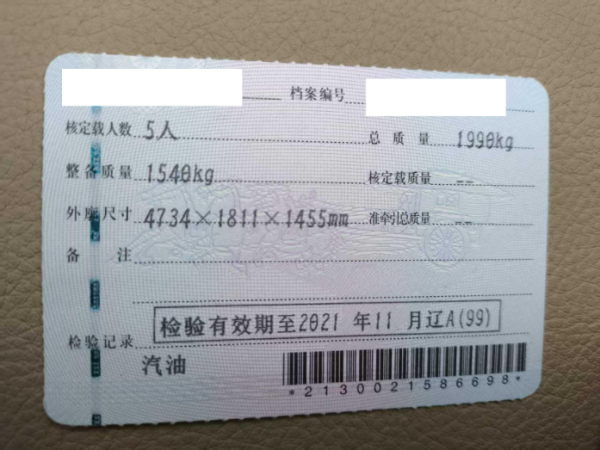 档案编号
核定载人数 5人 总质量 1990kg
整备质量 1540kg 核定载质量 --
外廓尺寸 4734×1811×1455mm 准牵引总质量 --
备注
检验有效期至2021年11月辽A(99)
检验记录
汽油
*2130021586698*